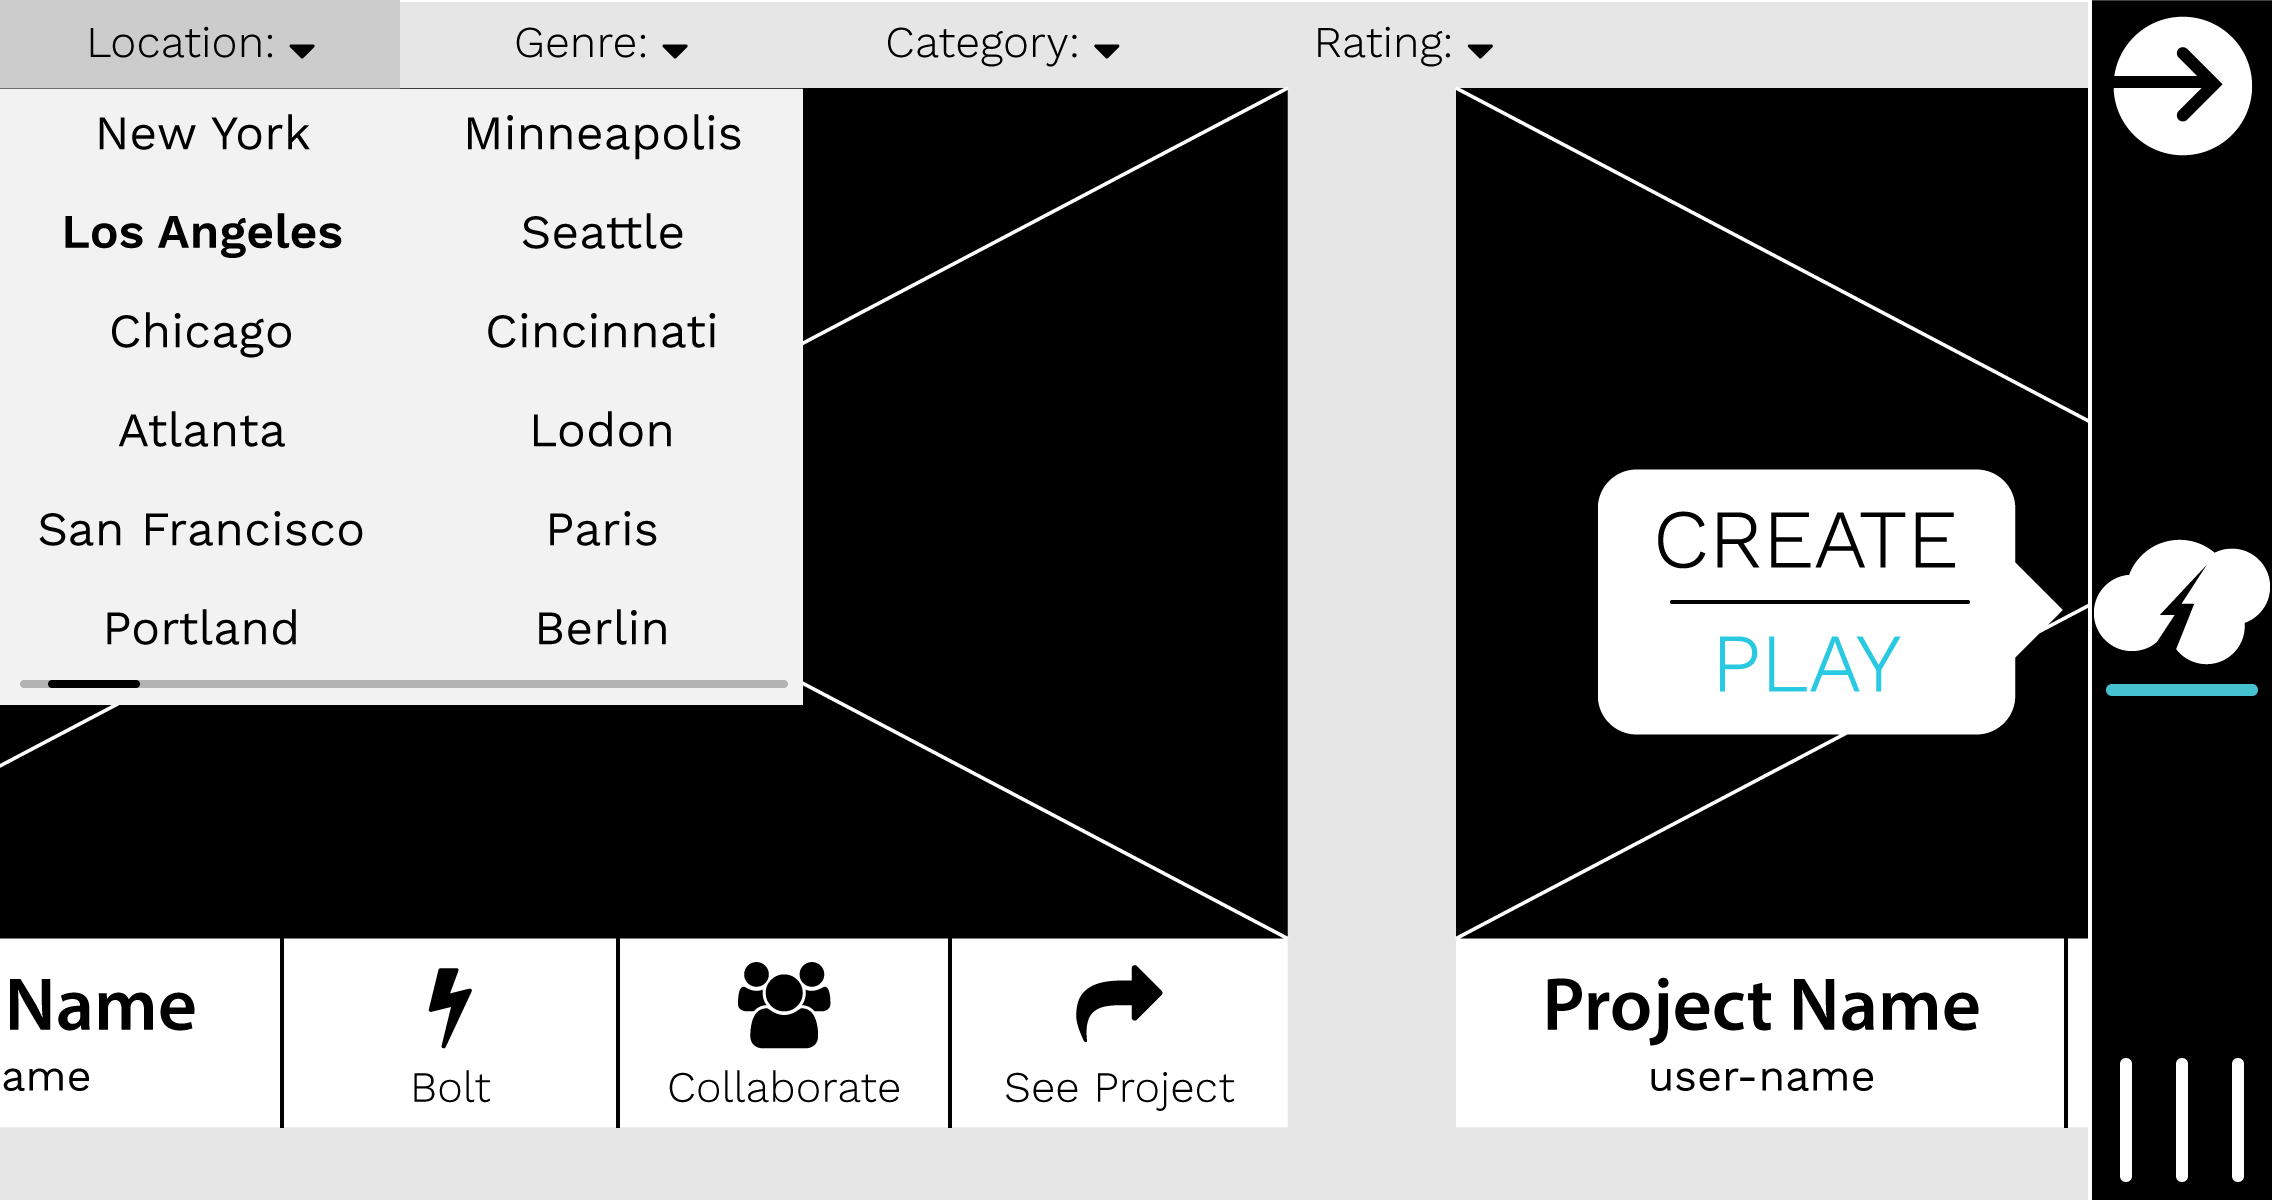 Location: Genre: Category: Rating:
New York Minneapolis
Los Angeles Seattle
Chicago Cincinnati
Atlanta Lodon
San Francisco Paris
Portland Berlin
CREATE
PLAY
Name
ame
Bolt
Collaborate
See Project
Project Name
user-name